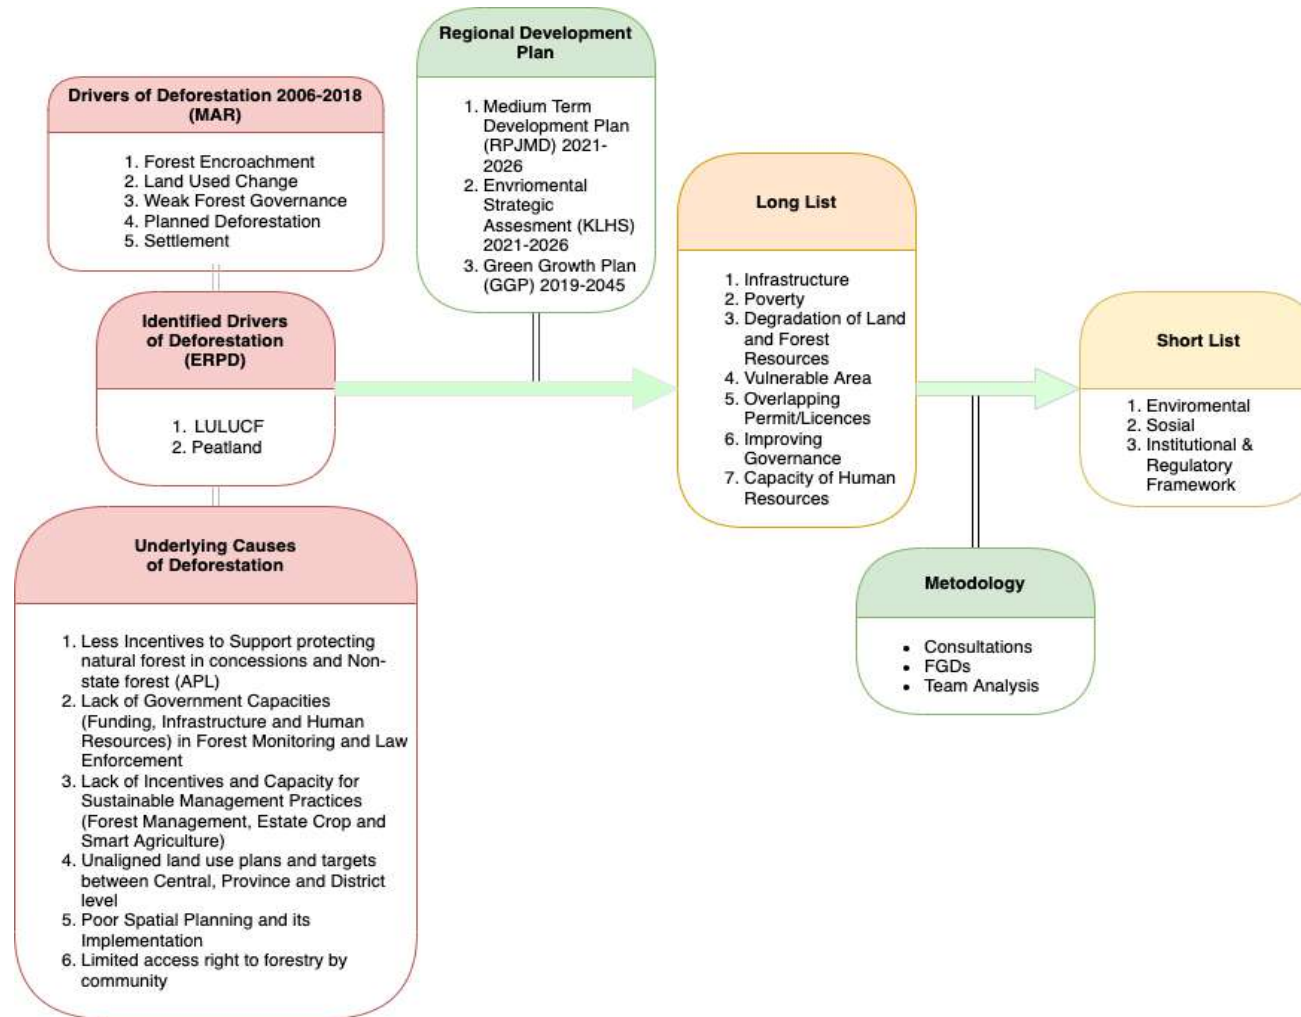 Regional Development
Plan
1. Medium Term
Development Plan
(RPJMD) 2021-
2026
2. Envriomental
Strategic
Assesment (KLHS)
2021-2026
3. Green Growth Plan
(GGP) 2019-2045
Drivers of Deforestation 2006-2018
(MAR)
1. Forest Encroachment
2. Land Used Change
3. Weak Forest Governance
4. Planned Deforestation
5. Settlement
Identified Drivers
of Deforestation
(ERPD)
1. LULUCF
2. Peatland
Underlying Causes
of Deforestation
1. Less Incentives to Support protecting
natural forest in concessions and Non-
state forest (APL)
2. Lack of Government Capacities
(Funding, Infrastructure and Human
Resources) in Forest Monitoring and Law
Enforcement
3. Lack of Incentives and Capacity for
Sustainable Management Practices
(Forest Management, Estate Crop and
Smart Agriculture)
4. Unaligned land use plans and targets
between Central, Province and District
level
5. Poor Spatial Planning and its
Implementation
6. Limited access right to forestry by
community
Long List
1. Infrastructure
2. Poverty
3. Degradation of Land
and Forest
Resources
4. Vulnerable Area
5. Overlapping
Permit/Licences
6. Improving
Governance
7. Capacity of Human
Resources
Short List
1. Enviromental
2. Sosial
3. Institutional &
Regulatory
Framework
Metodology
• Consultations
• FGDs
• Team Analysis